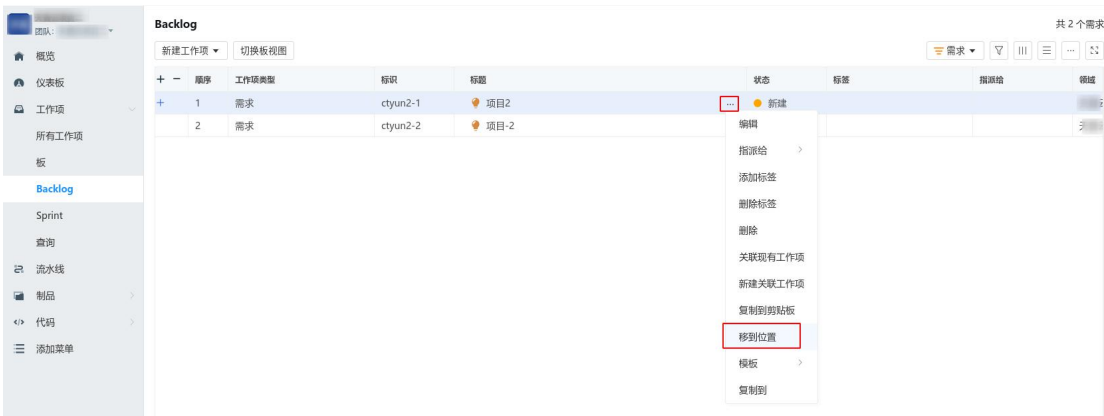 团队:
概览
仪表板
工作项
所有工作项
板
Backlog
Sprint
查询
流水线
制品
代码
添加菜单
Backlog
共 2 个需求
新建工作项 切换板视图
需求
顺序 工作项类型 标识 标题 状态 标签 指派给 领域
1 需求 ctyun2-1 项目2 ... 新建
2 需求 ctyun2-2 项目-2
编辑
指派给
添加标签
删除标签
删除
关联现有工作项
新建关联工作项
复制到剪贴板
移到位置
模板
复制到